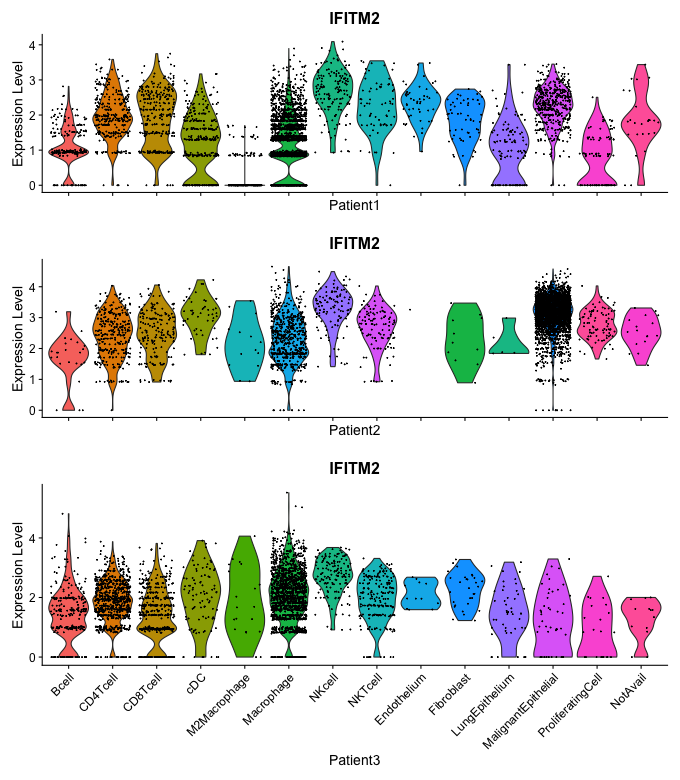 IFITM2
Expression Level
4
3
2
1
0
Patient1
IFITM2
Expression Level
4
3
2
1
0
Patient2
IFITM2
Expression Level
4
2
0
Bcell
CD4Tcell
CD8Tcell
cDC
M2Macrophage
Macrophage
NKcell
NKTcell
Endothelium
Fibroblast
LungEpithelium
MalignantEpithelial
ProliferatingCell
NotAvail
Patient3